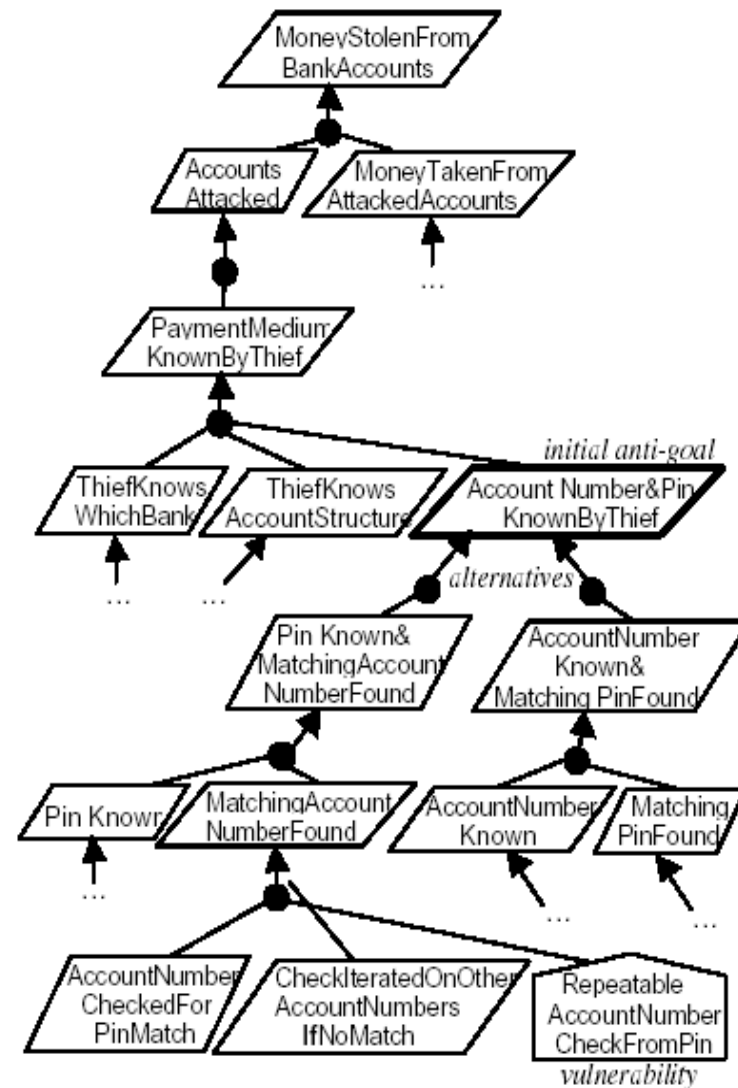 MoneyStolenFrom
BankAccounts
Accounts
Attacked
MoneyTakenFrom
AttackedAccounts
...
PaymentMedium
KnownByThief
initial anti-goal
ThiefKnows
WhichBank
ThiefKnows
AccountStructure
Account Number&Pin
KnownByThief
...
...
alternatives
Pin Known&
MatchingAccount
NumberFound
AccountNumber
Known&
Matching PinFound
Pin Known
MatchingAccount
NumberFound
AccountNumber
Known
Matching
PinFound
...
...
...
AccountNumber
CheckedFor
PinMatch
CheckIteratedOnOther
AccountNumbers
IfNoMatch
Repeatable
AccountNumber
CheckFromPin
vulnerability